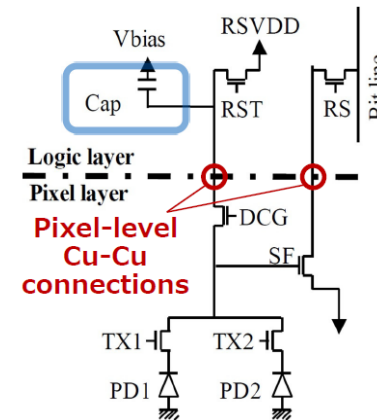 Vbias
RSVDD
Cap
RST
RS
Bit line
Logic layer
Pixel layer
Pixel-level
Cu-Cu
connections
DCG
SF
TX1
TX2
PD1
PD2